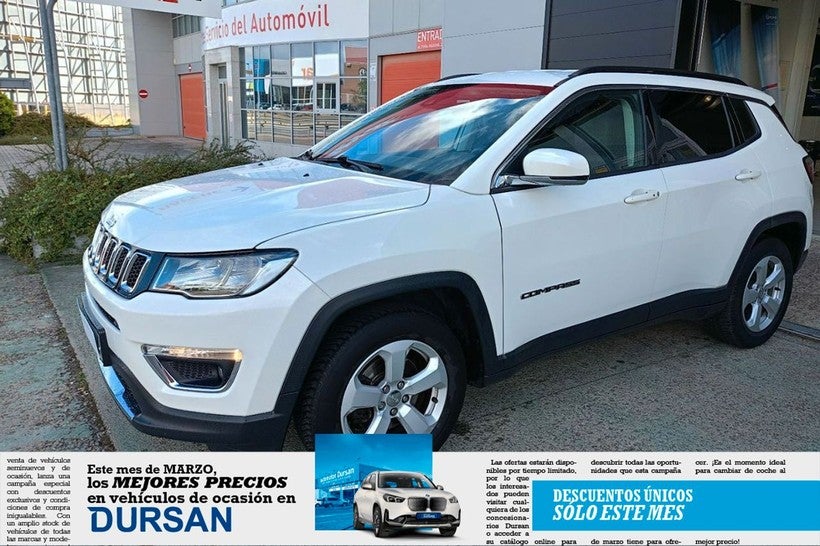 Servicio del Automóvil
ENTRADA
COMPASS
venta de vehículos
seminuevos y de
ocasión, lanza una
campaña especial
con descuentos
exclusivos y condi-
ciones de compra
inigualables. Con
un amplio stock de
vehículos de todas
las marcas y mode-
Este mes de MARZO,
los MEJORES PRECIOS
en vehículos de ocasión en
DURSAN
Dursan
Las ofertas estarán dispo-
nibles por tiempo limitado,
por lo que
los interesa-
dos pueden
visitar cual-
quiera de los
concesiona-
rios Dursan
o acceder a
su catálogo online para
descubrir todas las oportu-
nidades que esta campaña
cer. ¡Es el momento ideal
para cambiar de coche al
DESCUENTOS ÚNICOS
SÓLO ESTE MES
de marzo tiene para ofre-
mejor precio!